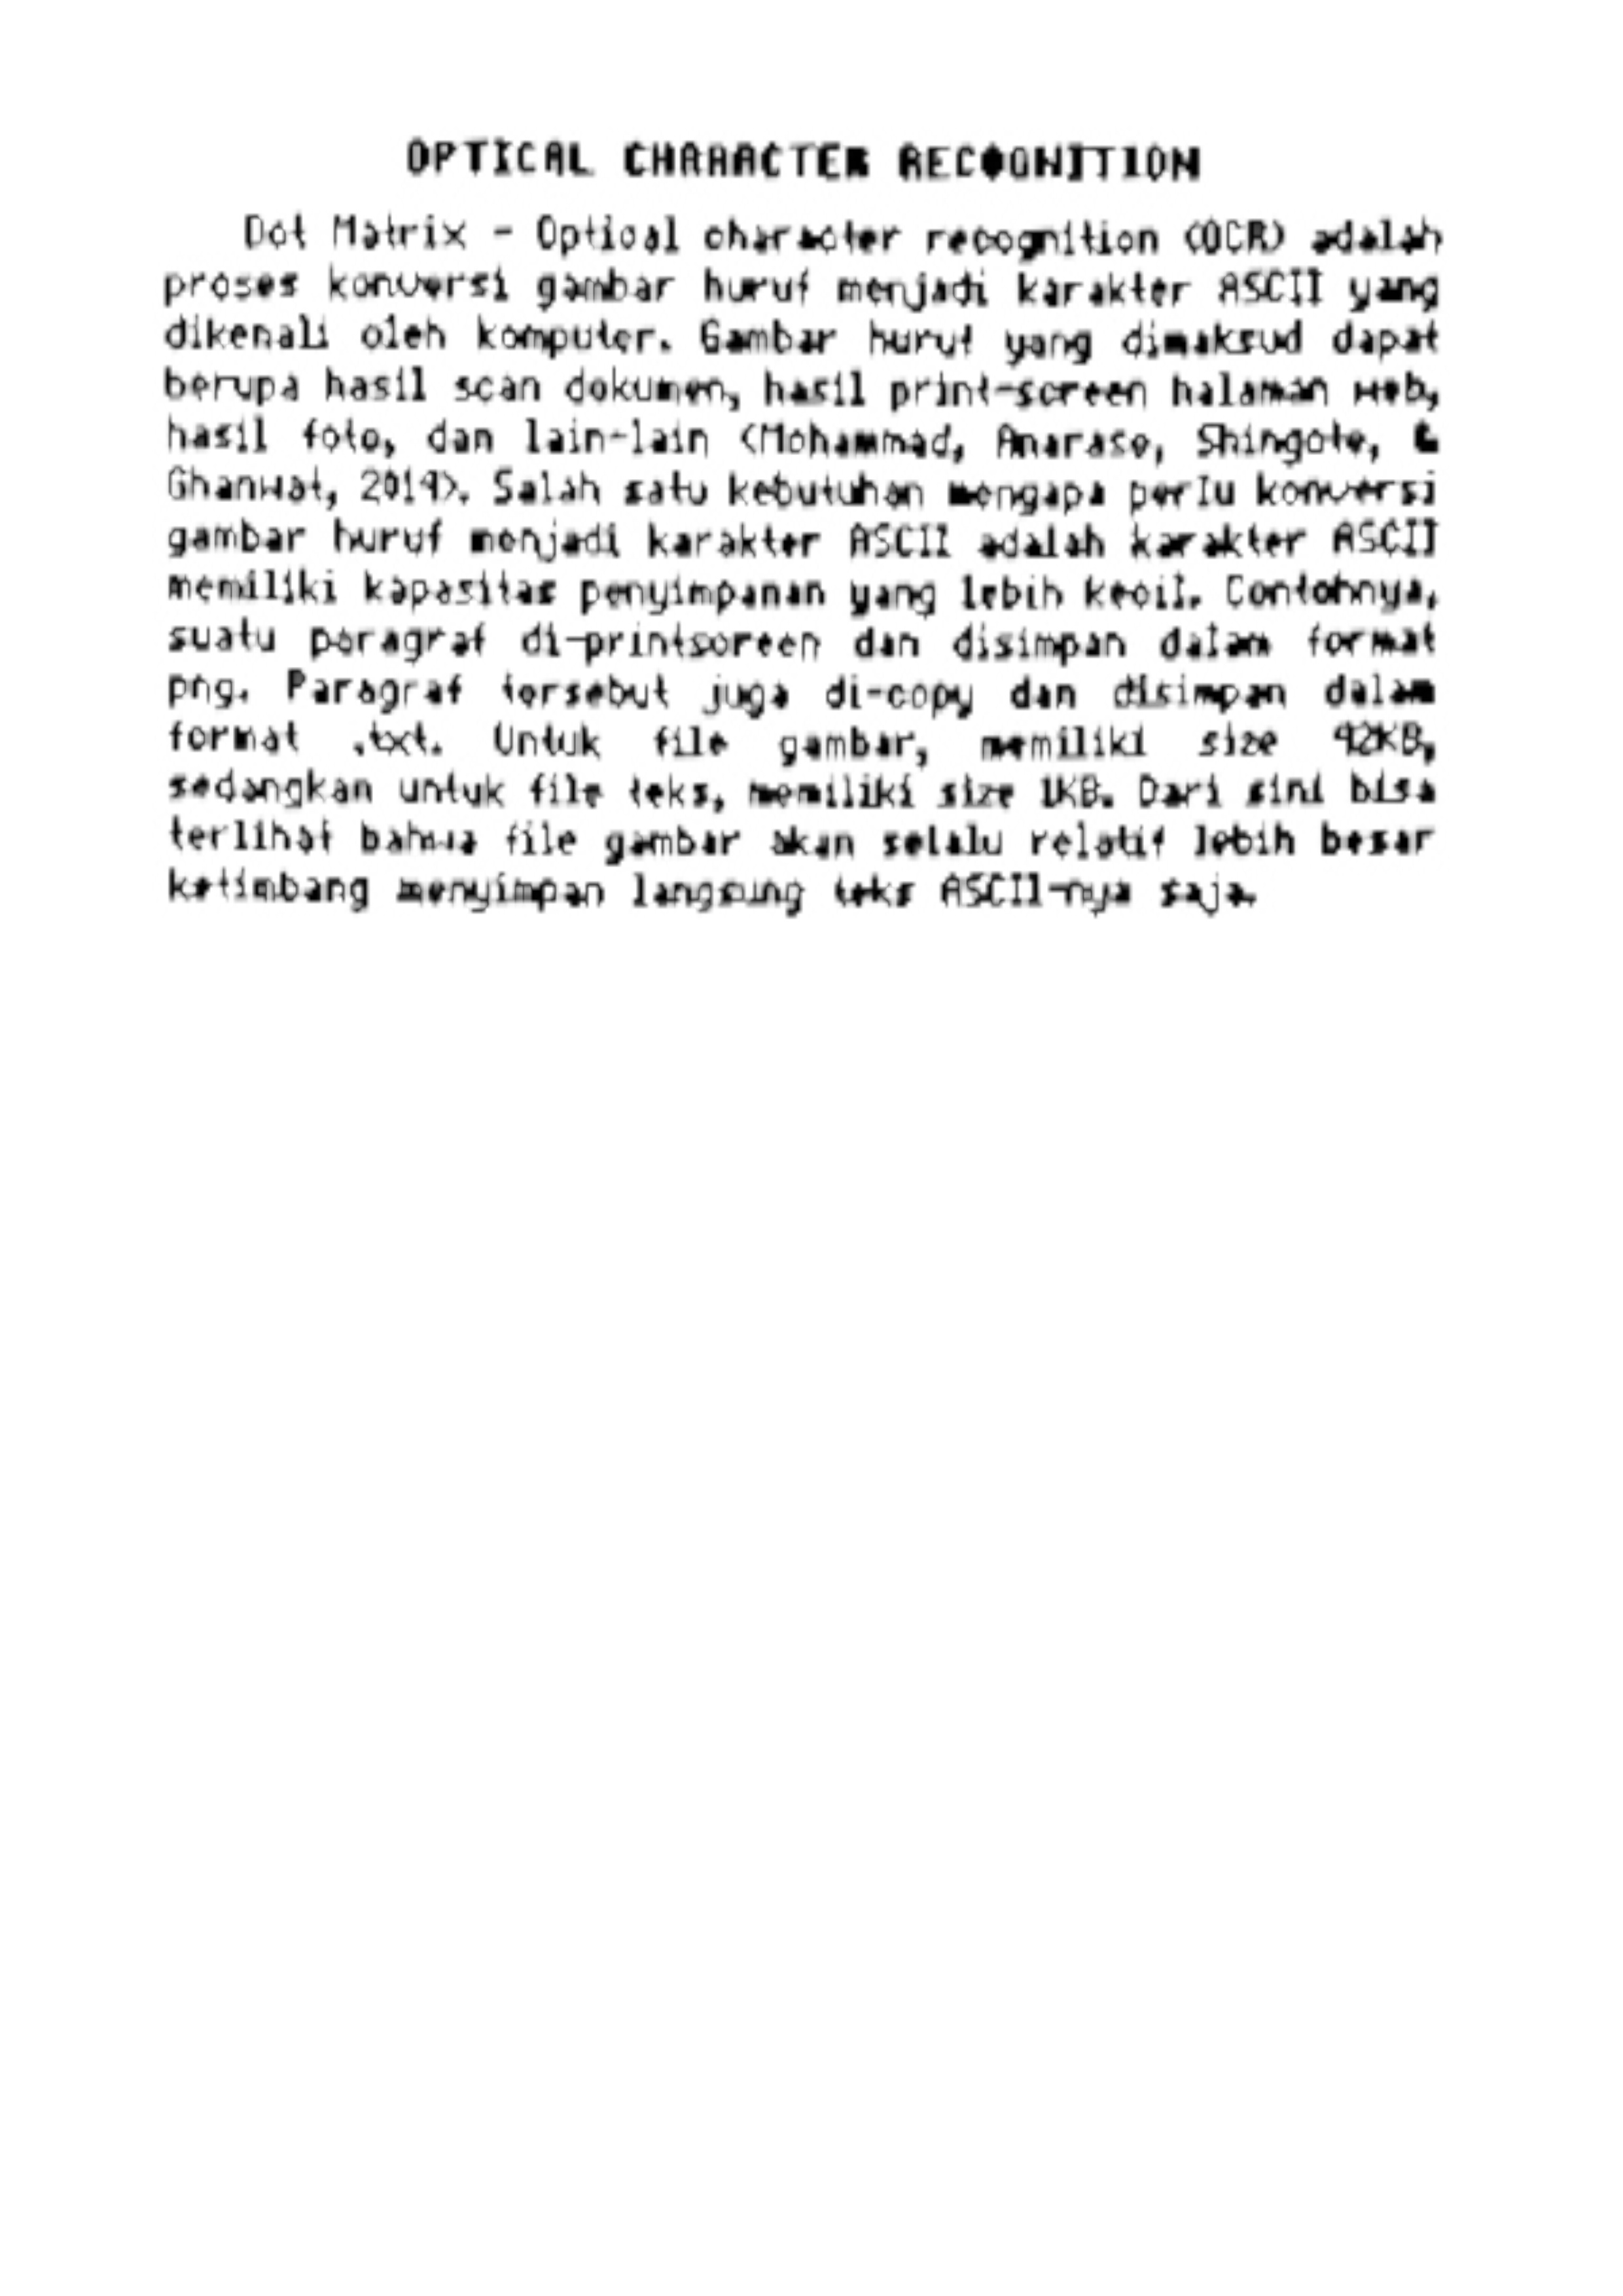 OPTICAL CHARACTER RECOGNITION
Dot Matrix - Optical character recognition (OCR) adalah
proses konversi gambar huruf menjadi karakter ASCII yang
dikenali oleh komputer. Gambar huruf yang dimaksud dapat
berupa hasil scan dokumen, hasil print-screen halaman web,
hasil foto, dan lain-lain (Mohammad, Anarase, Shingote, &
Ghanwat, 2014). Salah satu kebutuhan mengapa perlu konversi
gambar huruf menjadi karakter ASCII adalah karakter ASCII
memiliki kapasitas penyimpanan yang lebih kecil. Contohnya,
suatu paragraf di-printscreen dan disimpan dalam format
png. Paragraf tersebut juga di-copy dan disimpan dalam
format .txt. Untuk file gambar, memiliki size 42KB,
sedangkan untuk file teks, memiliki size 1KB. Dari sini bisa
terlihat bahwa file gambar akan selalu relatif lebih besar
ketimbang menyimpan langsung teks ASCII-nya saja.